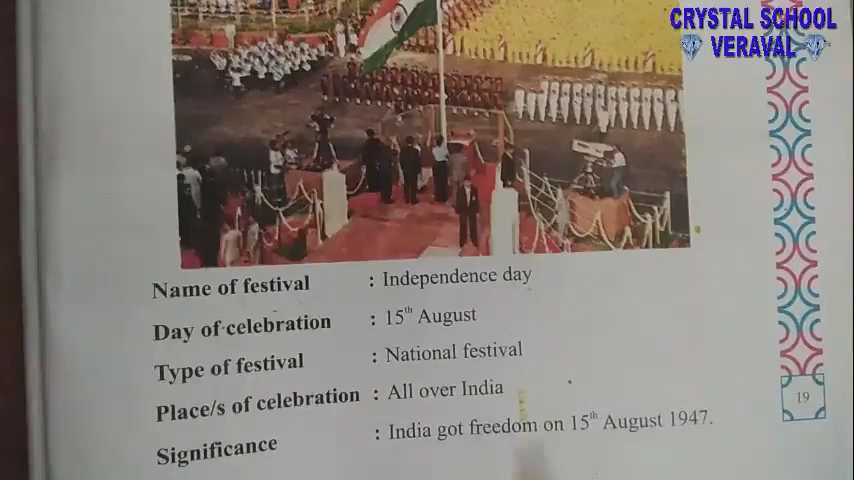 CRYSTAL SCHOOL
VERAVAL
Name of festival : Independence day
Day of celebration : 15th August
Type of festival : National festival
Place/s of celebration : All over India
Significance : India got freedom on 15th August 1947.
19